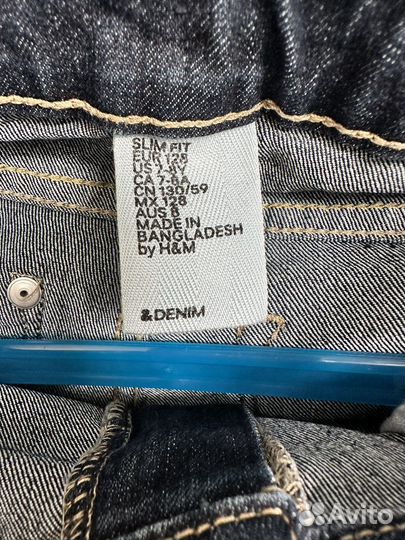 SLIM FIT
EUR 128
US 7-8Y
CA 7-8A
CN 130/59
MX 128
AUS 8
MADE IN
BANGLADESH
by H&M
&DENIM
Avito